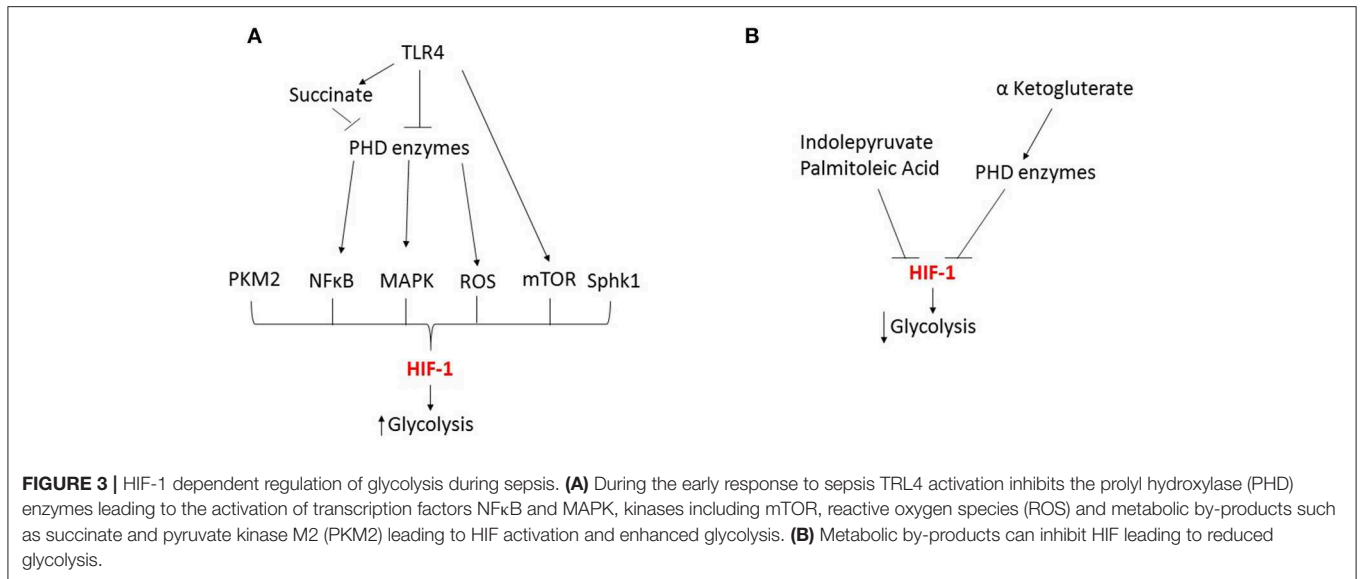 A
TLR4
Succinate
PHD enzymes
PKM2 NFκB MAPK ROS mTOR Sphk1
HIF-1
↑Glycolysis
B
α Ketogluterate
Indolepyruvate
Palmitoleic Acid
PHD enzymes
HIF-1
↓Glycolysis
FIGURE 3 | HIF-1 dependent regulation of glycolysis during sepsis. (A) During the early response to sepsis TRL4 activation inhibits the prolyl hydroxylase (PHD)
enzymes leading to the activation of transcription factors NFκB and MAPK, kinases including mTOR, reactive oxygen species (ROS) and metabolic by-products such
as succinate and pyruvate kinase M2 (PKM2) leading to HIF activation and enhanced glycolysis. (B) Metabolic by-products can inhibit HIF leading to reduced
glycolysis.